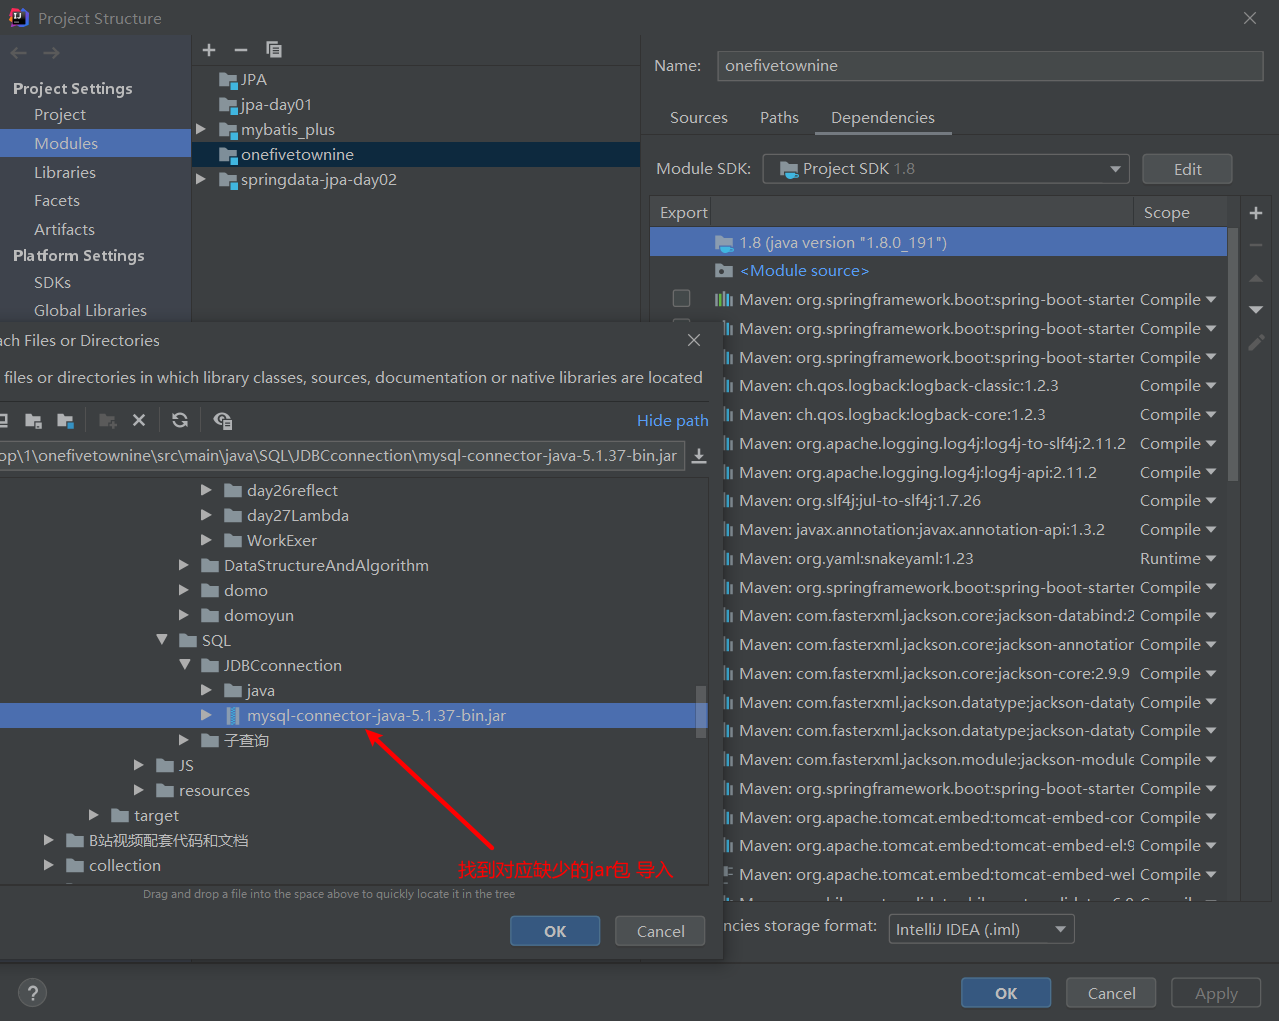 Project Structure
Project Settings
Project
Modules
Libraries
Facets
Artifacts
Platform Settings
SDKs
Global Libraries
JPA
jpa-day01
mybatis_plus
onefivetownine
springdata-jpa-day02
Name: onefivetownine
Sources Paths Dependencies
Module SDK: Project SDK 1.8 Edit
Export Scope
1.8 (java version "1.8.0_191")
<Module source>
Maven: org.springframework.boot:spring-boot-starter Compile
Maven: org.springframework.boot:spring-boot-starter Compile
Maven: org.springframework.boot:spring-boot-starter Compile
Maven: ch.qos.logback:logback-classic:1.2.3 Compile
Maven: ch.qos.logback:logback-core:1.2.3 Compile
Maven: org.apache.logging.log4j:log4j-to-slf4j:2.11.2 Compile
Maven: org.apache.logging.log4j:log4j-api:2.11.2 Compile
Maven: org.slf4j:jul-to-slf4j:1.7.26 Compile
Maven: javax.annotation:javax.annotation-api:1.3.2 Compile
Maven: org.yaml:snakeyaml:1.23 Runtime
Maven: org.springframework.boot:spring-boot-starter Compile
Maven: com.fasterxml.jackson.core:jackson-databind:2 Compile
Maven: com.fasterxml.jackson.core:jackson-annotation Compile
Maven: com.fasterxml.jackson.core:jackson-core:2.9.9 Compile
Maven: com.fasterxml.jackson.datatype:jackson-dataty Compile
Maven: com.fasterxml.jackson.datatype:jackson-dataty Compile
Maven: com.fasterxml.jackson.module:jackson-module Compile
Maven: org.springframework.boot:spring-boot-starter Compile
Maven: org.apache.tomcat.embed:tomcat-embed-cor Compile
Maven: org.apache.tomcat.embed:tomcat-embed-el:9 Compile
Maven: org.apache.tomcat.embed:tomcat-embed-wel Compile
ncies storage format: IntelliJ IDEA (.iml)
ach Files or Directories
files or directories in which library classes, sources, documentation or native libraries are located
Hide path
op\1\onefivetownine\src\main\java\SQL\JDBCconnection\mysql-connector-java-5.1.37-bin.jar
day26reflect
day27Lambda
WorkExer
DataStructureAndAlgorithm
domo
domoyun
SQL
JDBCconnection
java
mysql-connector-java-5.1.37-bin.jar
子查询
JS
resources
target
B站视频配套代码和文档
collection
找到对应缺少的jar包 导入
Drag and drop a file into the space above to quickly locate it in the tree
OK Cancel
? OK Cancel Apply